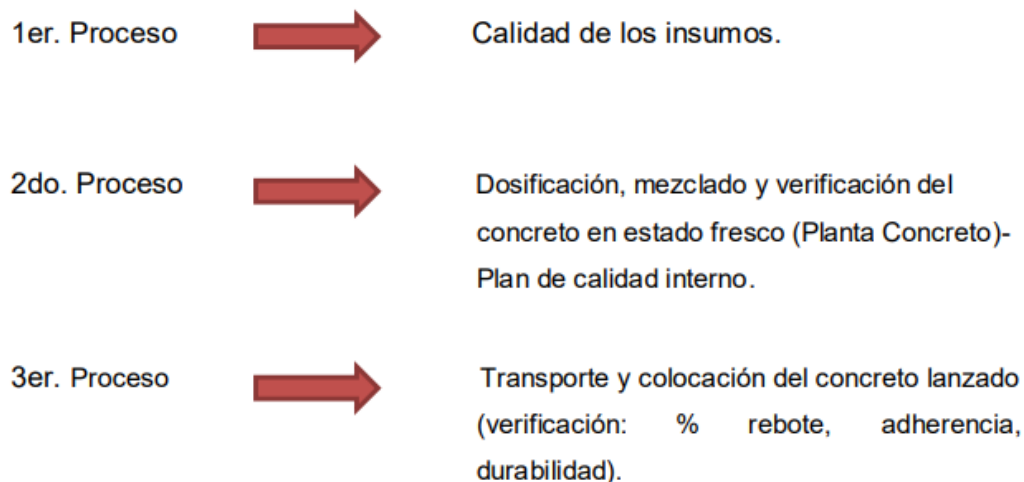 1er. Proceso Calidad de los insumos.
2do. Proceso Dosificación, mezclado y verificación del
concreto en estado fresco (Planta Concreto)-
Plan de calidad interno.
3er. Proceso Transporte y colocación del concreto lanzado
(verificación: % rebote, adherencia,
durabilidad).